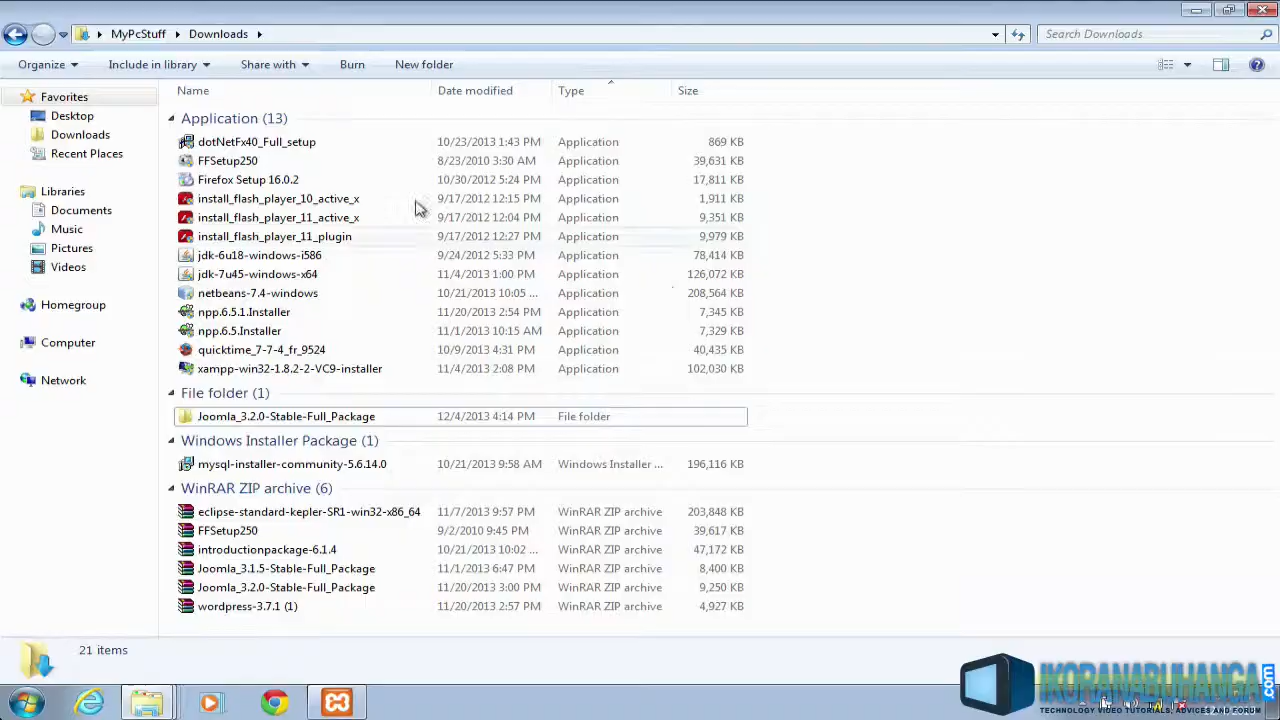 MyPcStuff Downloads Search Downloads
Organize Include in library Share with Burn New folder
Name Date modified Type Size
Favorites
Desktop
Downloads
Recent Places
Libraries
Documents
Music
Pictures
Videos
Homegroup
Computer
Network
Application (13)
dotNetFx40_Full_setup 10/23/2013 1:43 PM Application 869 KB
FFSetup250 8/23/2010 3:30 AM Application 39,631 KB
Firefox Setup 16.0.2 10/30/2012 5:24 PM Application 17,811 KB
install_flash_player_10_active_x 9/17/2012 12:15 PM Application 1,911 KB
install_flash_player_11_active_x 9/17/2012 12:04 PM Application 9,351 KB
install_flash_player_11_plugin 9/17/2012 12:27 PM Application 9,979 KB
jdk-6u18-windows-i586 9/24/2012 5:33 PM Application 78,414 KB
jdk-7u45-windows-x64 11/4/2013 1:00 PM Application 126,072 KB
netbeans-7.4-windows 10/21/2013 10:05 ... Application 208,564 KB
npp.6.5.1.Installer 11/20/2013 2:54 PM Application 7,345 KB
npp.6.5.Installer 11/1/2013 10:15 AM Application 7,329 KB
quicktime_7-7-4_fr_9524 10/9/2013 4:31 PM Application 40,435 KB
xampp-win32-1.8.2-2-VC9-installer 11/4/2013 2:08 PM Application 102,030 KB
File folder (1)
Joomla_3.2.0-Stable-Full_Package 12/4/2013 4:14 PM File folder
Windows Installer Package (1)
mysql-installer-community-5.6.14.0 10/21/2013 9:58 AM Windows Installer ... 196,116 KB
WinRAR ZIP archive (6)
eclipse-standard-kepler-SR1-win32-x86_64 11/7/2013 9:57 PM WinRAR ZIP archive 203,848 KB
FFSetup250 9/2/2010 9:45 PM WinRAR ZIP archive 39,617 KB
introductionpackage-6.1.4 10/21/2013 10:02 ... WinRAR ZIP archive 47,172 KB
Joomla_3.1.5-Stable-Full_Package 11/1/2013 6:47 PM WinRAR ZIP archive 8,400 KB
Joomla_3.2.0-Stable-Full_Package 11/20/2013 3:00 PM WinRAR ZIP archive 9,250 KB
wordpress-3.7.1 (1) 11/20/2013 2:57 PM WinRAR ZIP archive 4,927 KB
21 items
IKORANABUHANGA.com
TECHNOLOGY VIDEO TUTORIALS, ADVICES AND FORUM